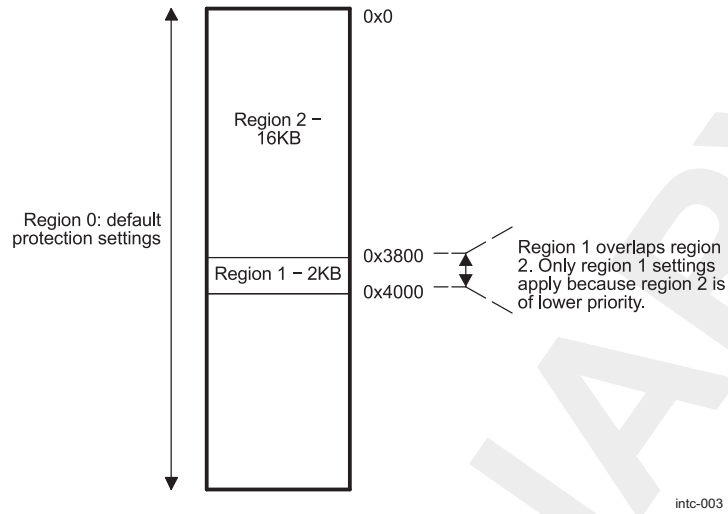 0x0
Region 2 −
16KB
Region 0: default
protection settings
0x3800
Region 1 − 2KB
0x4000
Region 1 overlaps region
2. Only region 1 settings
apply because region 2 is
of lower priority.
intc-003